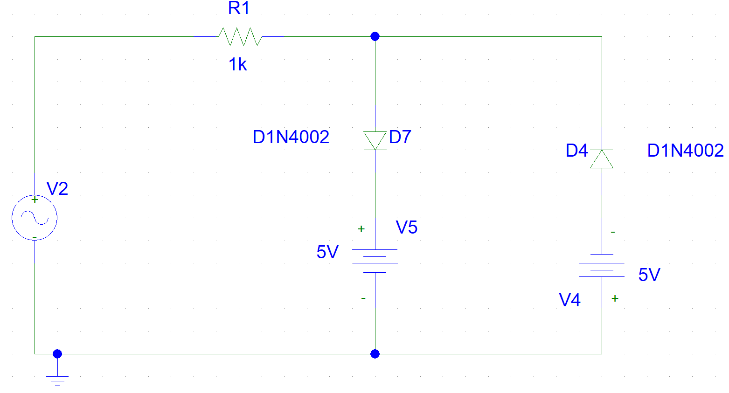 R1
1k
D1N4002
D7
D4
D1N4002
V2
+
-
+
V5
5V
-
-
5V
V4
+